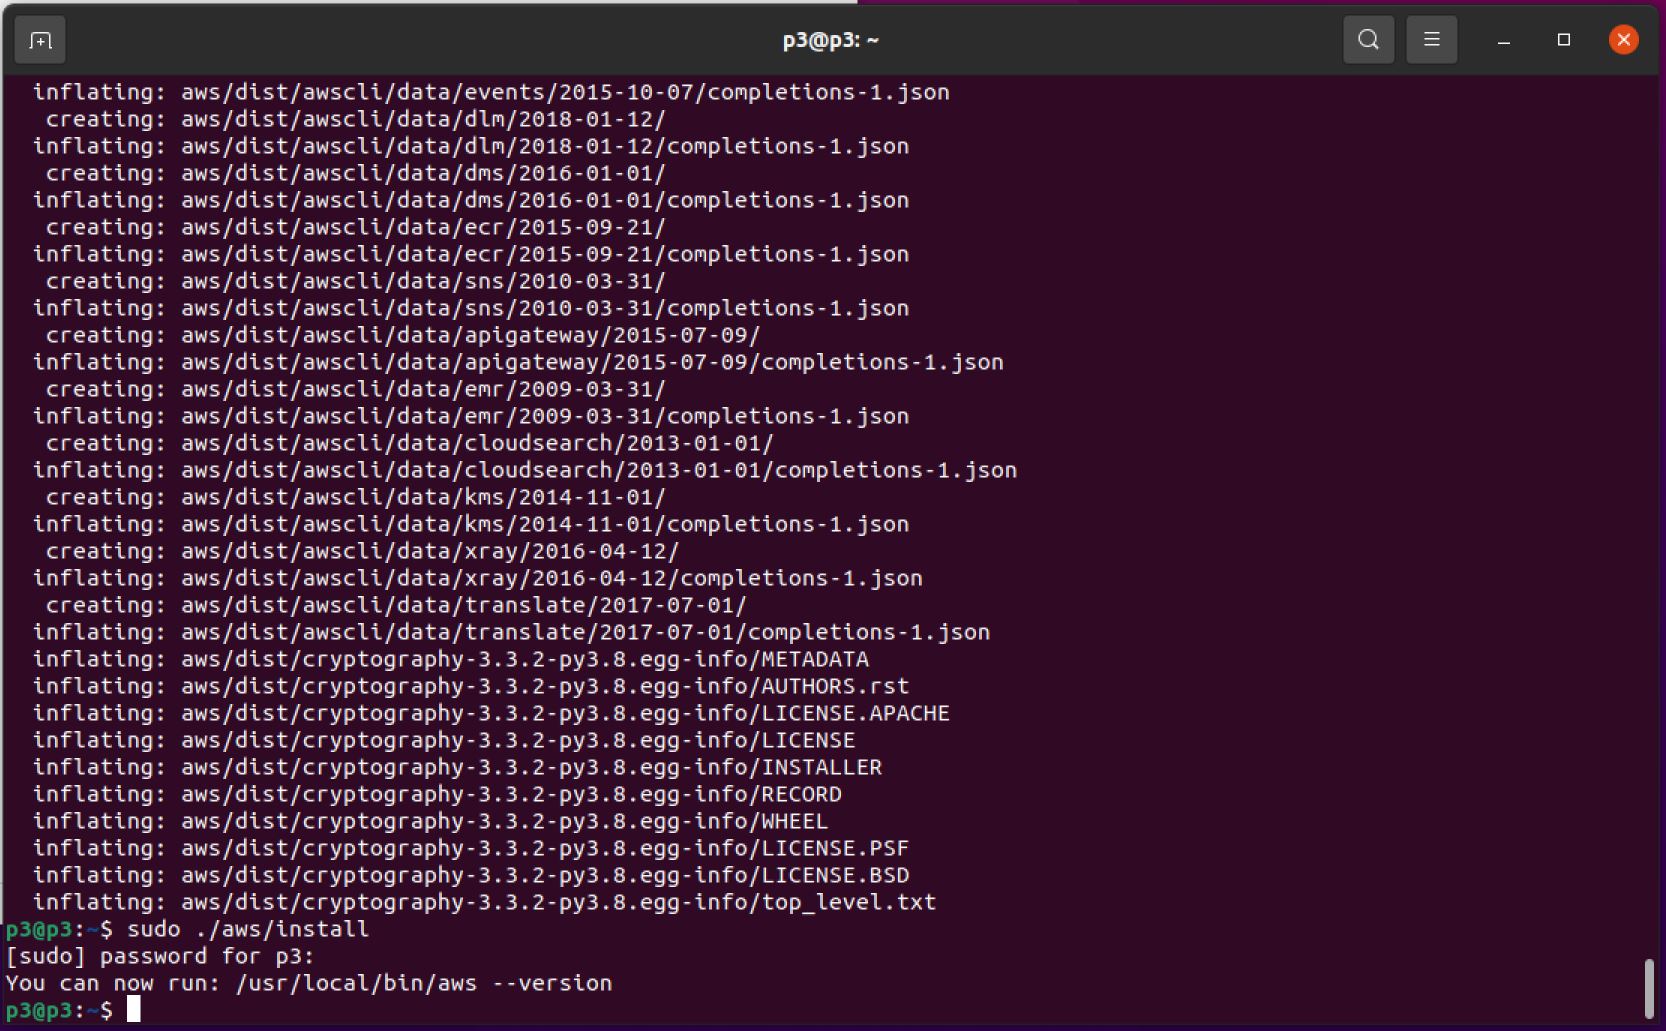 p3@p3: ~
inflating: aws/dist/awscli/data/events/2015-10-07/completions-1.json
creating: aws/dist/awscli/data/dlm/2018-01-12/
inflating: aws/dist/awscli/data/dlm/2018-01-12/completions-1.json
creating: aws/dist/awscli/data/dms/2016-01-01/
inflating: aws/dist/awscli/data/dms/2016-01-01/completions-1.json
creating: aws/dist/awscli/data/ecr/2015-09-21/
inflating: aws/dist/awscli/data/ecr/2015-09-21/completions-1.json
creating: aws/dist/awscli/data/sns/2010-03-31/
inflating: aws/dist/awscli/data/sns/2010-03-31/completions-1.json
creating: aws/dist/awscli/data/apigateway/2015-07-09/
inflating: aws/dist/awscli/data/apigateway/2015-07-09/completions-1.json
creating: aws/dist/awscli/data/emr/2009-03-31/
inflating: aws/dist/awscli/data/emr/2009-03-31/completions-1.json
creating: aws/dist/awscli/data/cloudsearch/2013-01-01/
inflating: aws/dist/awscli/data/cloudsearch/2013-01-01/completions-1.json
creating: aws/dist/awscli/data/kms/2014-11-01/
inflating: aws/dist/awscli/data/kms/2014-11-01/completions-1.json
creating: aws/dist/awscli/data/xray/2016-04-12/
inflating: aws/dist/awscli/data/xray/2016-04-12/completions-1.json
creating: aws/dist/awscli/data/translate/2017-07-01/
inflating: aws/dist/awscli/data/translate/2017-07-01/completions-1.json
inflating: aws/dist/cryptography-3.3.2-py3.8.egg-info/METADATA
inflating: aws/dist/cryptography-3.3.2-py3.8.egg-info/AUTHORS.rst
inflating: aws/dist/cryptography-3.3.2-py3.8.egg-info/LICENSE.APACHE
inflating: aws/dist/cryptography-3.3.2-py3.8.egg-info/LICENSE
inflating: aws/dist/cryptography-3.3.2-py3.8.egg-info/INSTALLER
inflating: aws/dist/cryptography-3.3.2-py3.8.egg-info/RECORD
inflating: aws/dist/cryptography-3.3.2-py3.8.egg-info/WHEEL
inflating: aws/dist/cryptography-3.3.2-py3.8.egg-info/LICENSE.PSF
inflating: aws/dist/cryptography-3.3.2-py3.8.egg-info/LICENSE.BSD
inflating: aws/dist/cryptography-3.3.2-py3.8.egg-info/top_level.txt
p3@p3:~$ sudo ./aws/install
[sudo] password for p3:
You can now run: /usr/local/bin/aws --version
p3@p3:~$